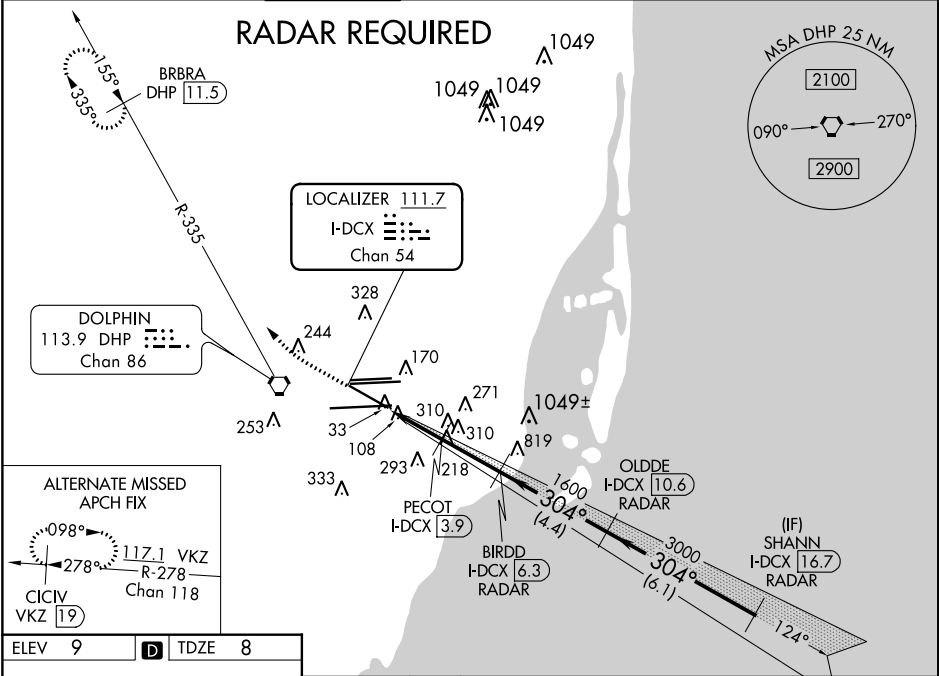 RADAR REQUIRED
1049
1049
1049
1049
MSA DHP 25 NM
2100
090°
270°
2900
155°
335°
BRBRA
DHP 11.5
R-335
LOCALIZER 111.7
I-DCX
Chan 54
DOLPHIN
113.9 DHP
Chan 86
328
244
170
253
33
108
310
271
310
1049±
819
293
218
333
PECOT
I-DCX 3.9
BIRDD
I-DCX 6.3
RADAR
1600
304°
(4.4)
OLDDE
I-DCX 10.6
RADAR
3000
304°
(6.1)
(IF)
SHANN
I-DCX 16.7
RADAR
124°
ALTERNATE MISSED
APCH FIX
098°
278°
117.1 VKZ
R-278
Chan 118
CICIV
VKZ 19
ELEV 9 D TDZE 8